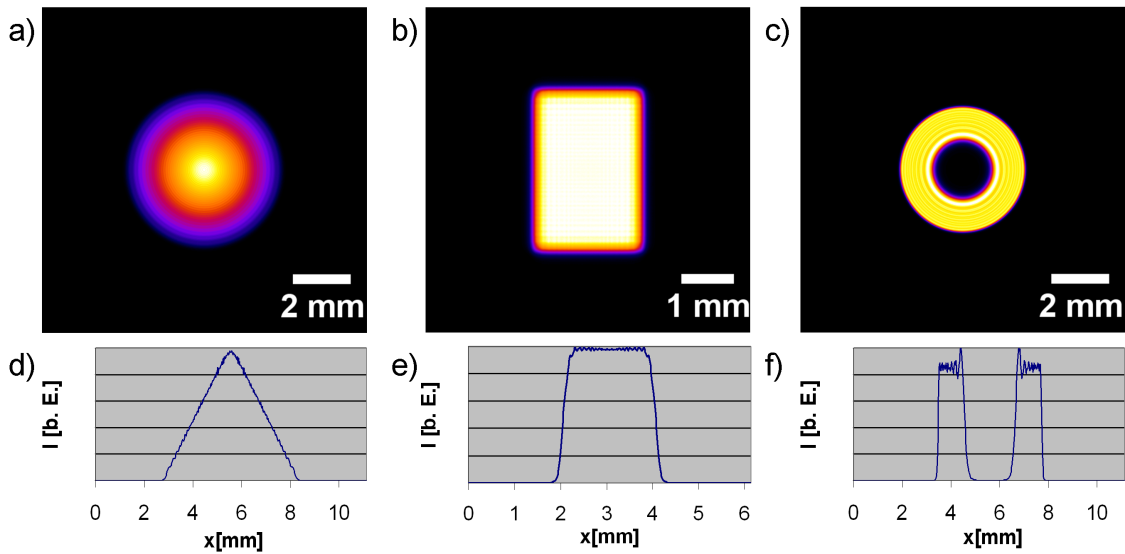 a)
b)
c)
2 mm
1 mm
2 mm
d)
e)
f)
I [b. E.]
I [b. E.]
I [b. E.]
0 2 4 6 8 10
0 1 2 3 4 5 6
0 2 4 6 8 10
x[mm]
x[mm]
x[mm]